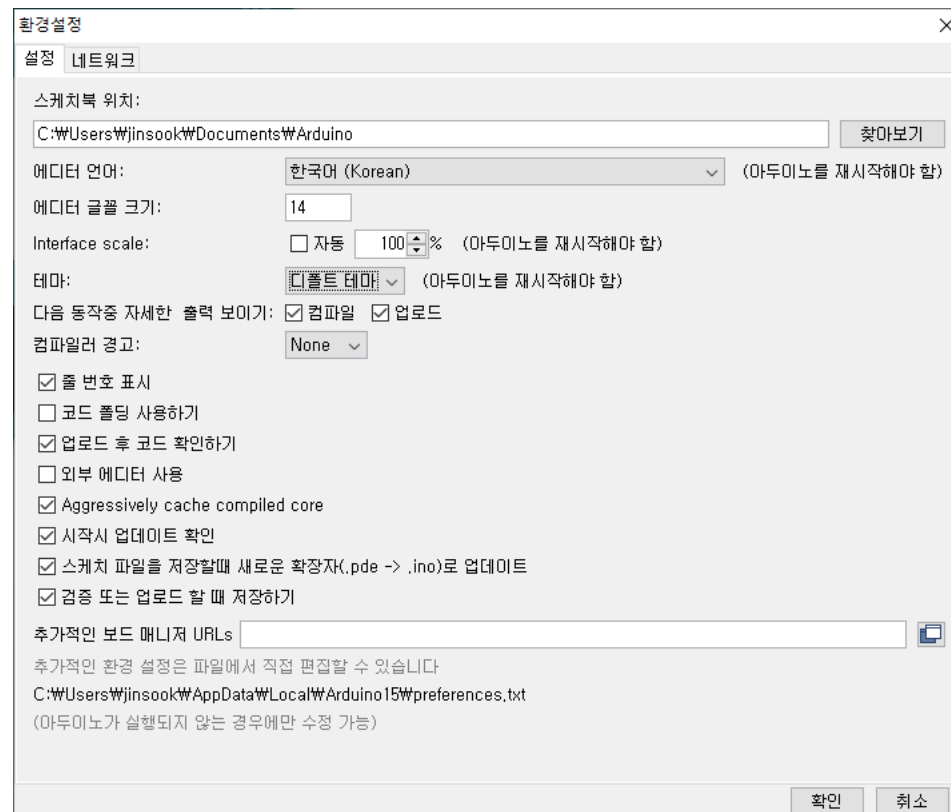 환경설정
설정 네트워크
스케치북 위치:
C:₩Users₩jinsook₩Documents₩Arduino 찾아보기
에디터 언어: 한국어 (Korean) (아두이노를 재시작해야 함)
에디터 글꼴 크기: 14
Interface scale: 자동 100 % (아두이노를 재시작해야 함)
테마: 디폴트 테마 (아두이노를 재시작해야 함)
다음 동작중 자세한 출력 보이기: 컴파일 업로드
컴파일러 경고: None
줄 번호 표시
코드 폴딩 사용하기
업로드 후 코드 확인하기
외부 에디터 사용
Aggressively cache compiled core
시작시 업데이트 확인
스케치 파일을 저장할때 새로운 확장자(.pde -> .ino)로 업데이트
검증 또는 업로드 할 때 저장하기
추가적인 보드 매니저 URLs
추가적인 환경 설정은 파일에서 직접 편집할 수 있습니다
C:₩Users₩jinsook₩AppData₩Local₩Arduino15₩preferences.txt
(아두이노가 실행되지 않는 경우에만 수정 가능)
확인 취소